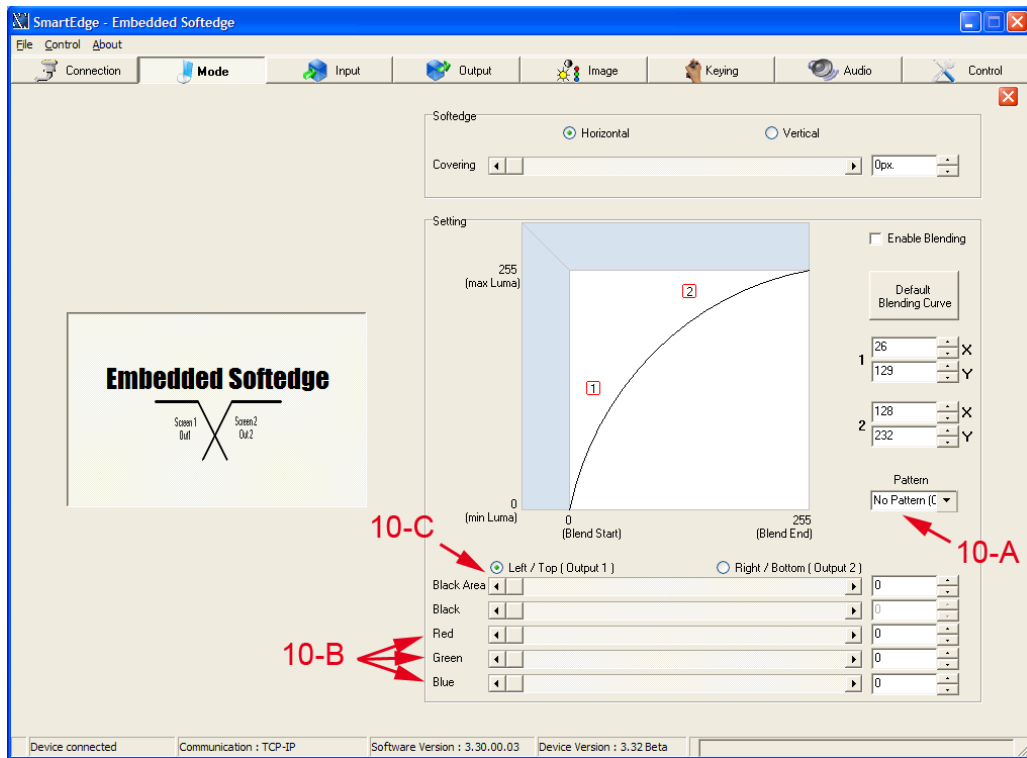 SmartEdge - Embedded Softedge
File Control About
Connection Mode Input Output Image Keying Audio Control
Softedge
Horizontal Vertical
Covering 0px.
Setting
Enable Blending
255
(max Luma)
2
Default
Blending Curve
1
1 26 X
129 Y
2 128 X
232 Y
Embedded Softedge
Screen 1
Out1
Screen 2
Out 2
Pattern
No Pattern (C
0
(min Luma)
0
(Blend Start)
255
(Blend End)
10-C
10-A
Left / Top ( Output 1 ) Right / Bottom ( Output 2 )
Black Area 0
Black 0
Red 0
10-B
Green 0
Blue 0
Device connected Communication : TCP-IP Software Version : 3.30.00.03 Device Version : 3.32 Beta